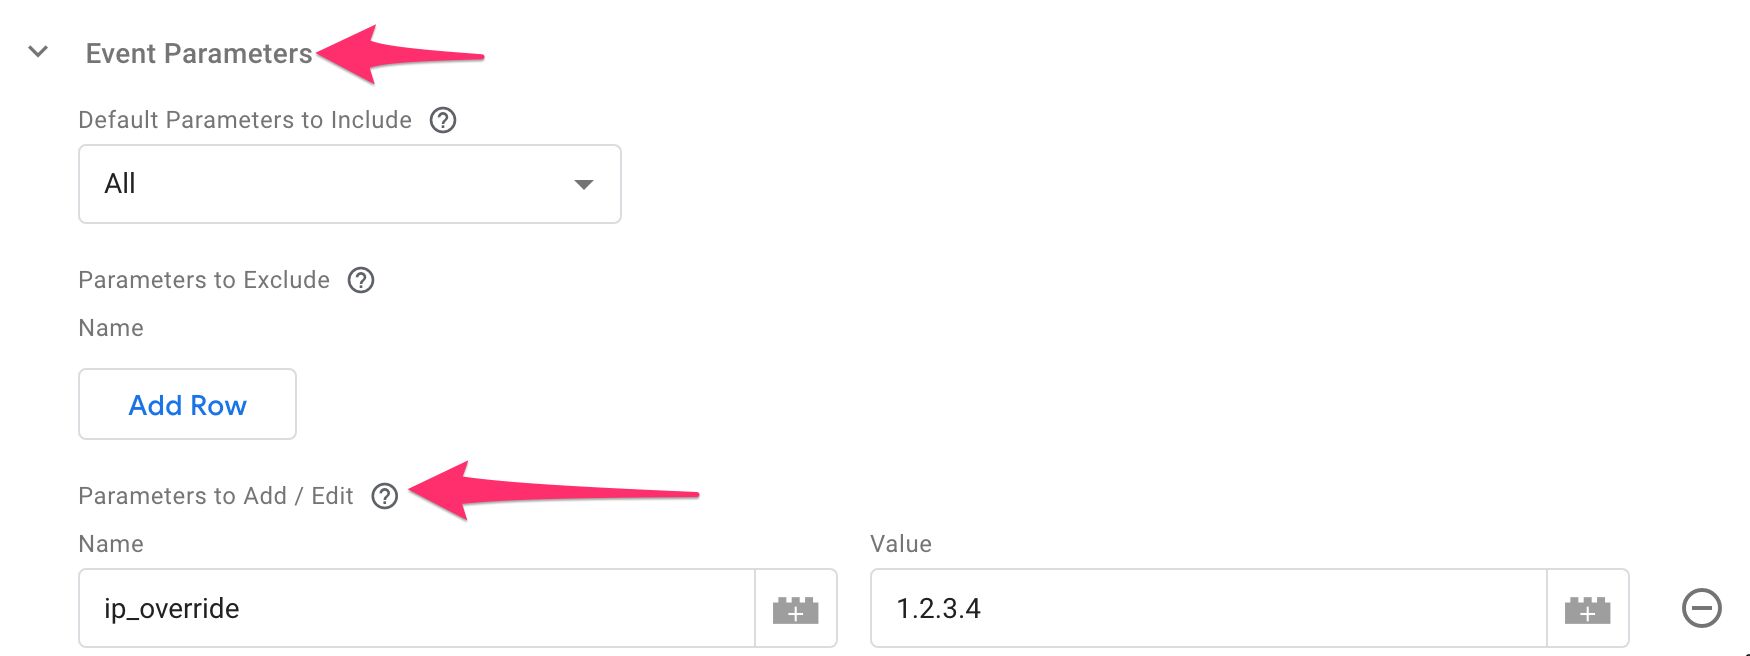 Event Parameters
Default Parameters to Include
All
Parameters to Exclude
Name
Add Row
Parameters to Add / Edit
Name Value
ip_override 1.2.3.4